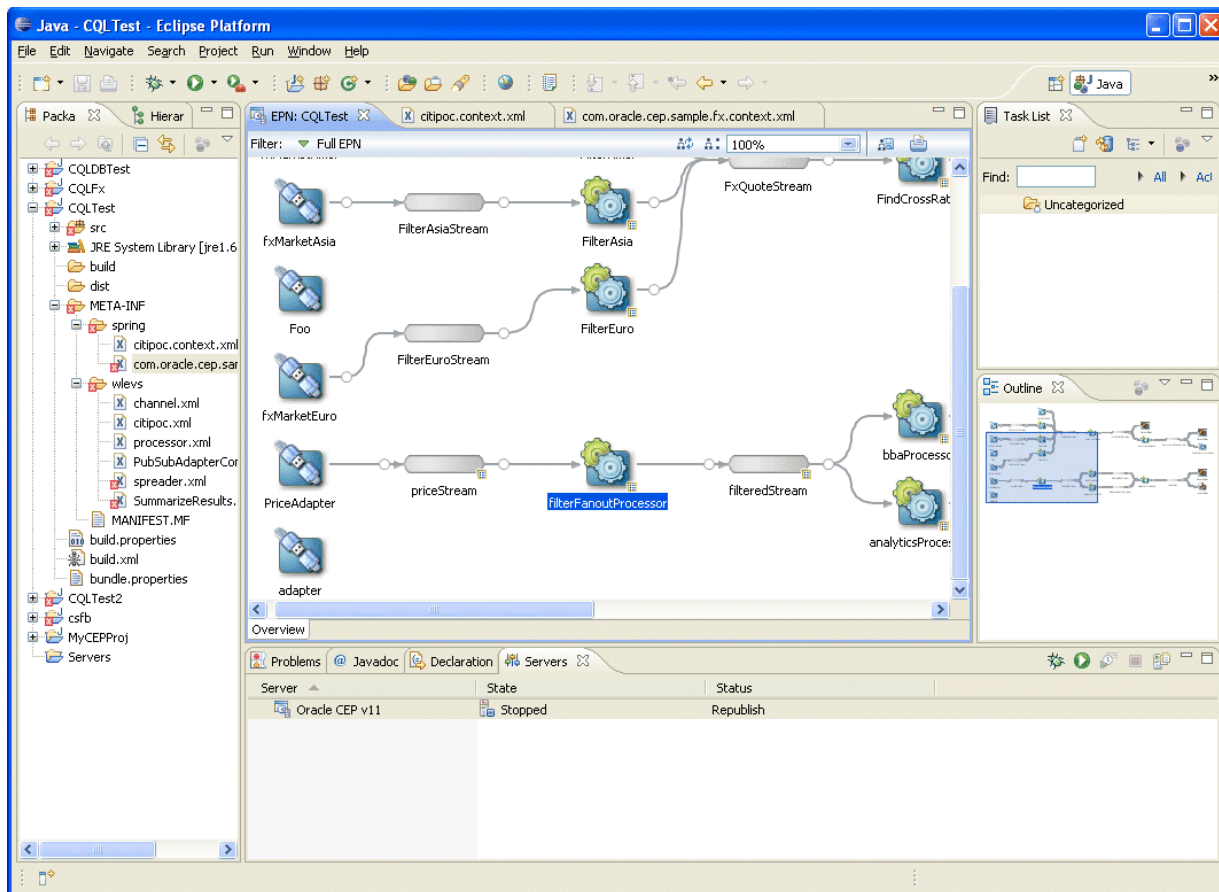 Java - CQLTest - Eclipse Platform
File Edit Navigate Search Project Run Window Help
Java
Packa
Hierar
EPN: CQLTest
citipoc.context.xml
com.oracle.cep.sample.fx.context.xml
Task List
Filter: Full EPN
100%
CQLDBTest
CQLFx
CQLTest
src
JRE System Library [jre1.6
build
dist
META-INF
spring
citipoc.context.xml
com.oracle.cep.sar
wlevs
channel.xml
citipoc.xml
processor.xml
PubSubAdapterCor
spreader.xml
SummarizeResults.
MANIFEST.MF
build.properties
build.xml
bundle.properties
CQLTest2
csfb
MyCEPProj
Servers
FxQuoteStream
FindCrossRat
fxMarketAsia
FilterAsiaStream
FilterAsia
Foo
FilterEuro
FilterEuroStream
fxMarketEuro
bbaProcesso
PriceAdapter
priceStream
filterFanoutProcessor
filteredStream
analyticsProces
adapter
Overview
Find:
All
Act
Uncategorized
Outline
Problems
@ Javadoc
Declaration
Servers
Server State Status
Oracle CEP v11 Stopped Republish